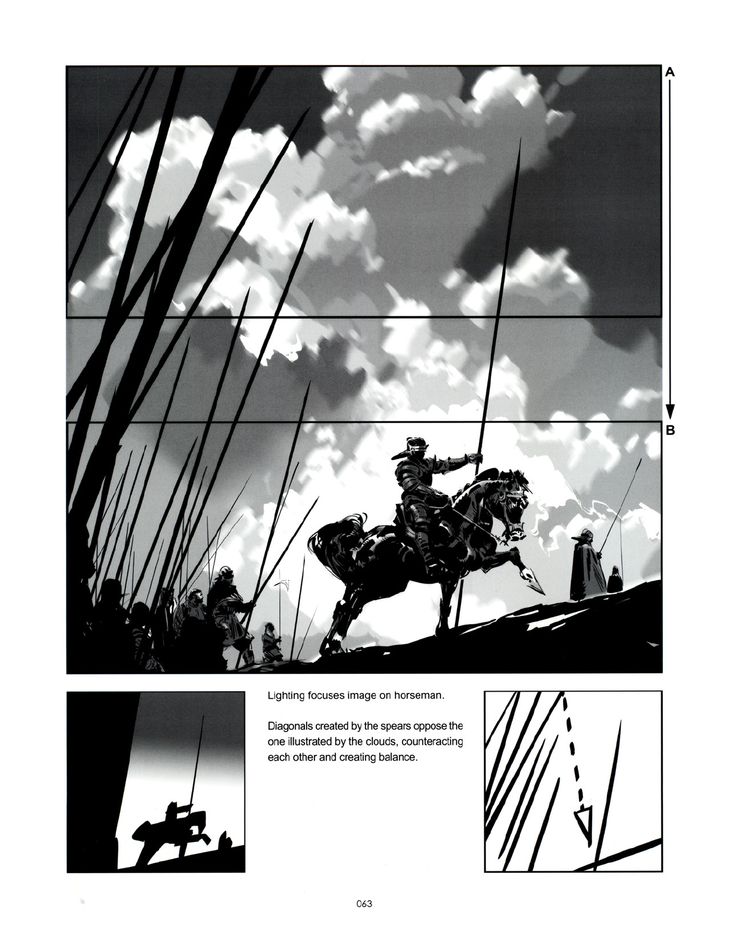 A
B
Lighting focuses image on horseman.
Diagonals created by the spears oppose the
one illustrated by the clouds, counteracting
each other and creating balance.
063